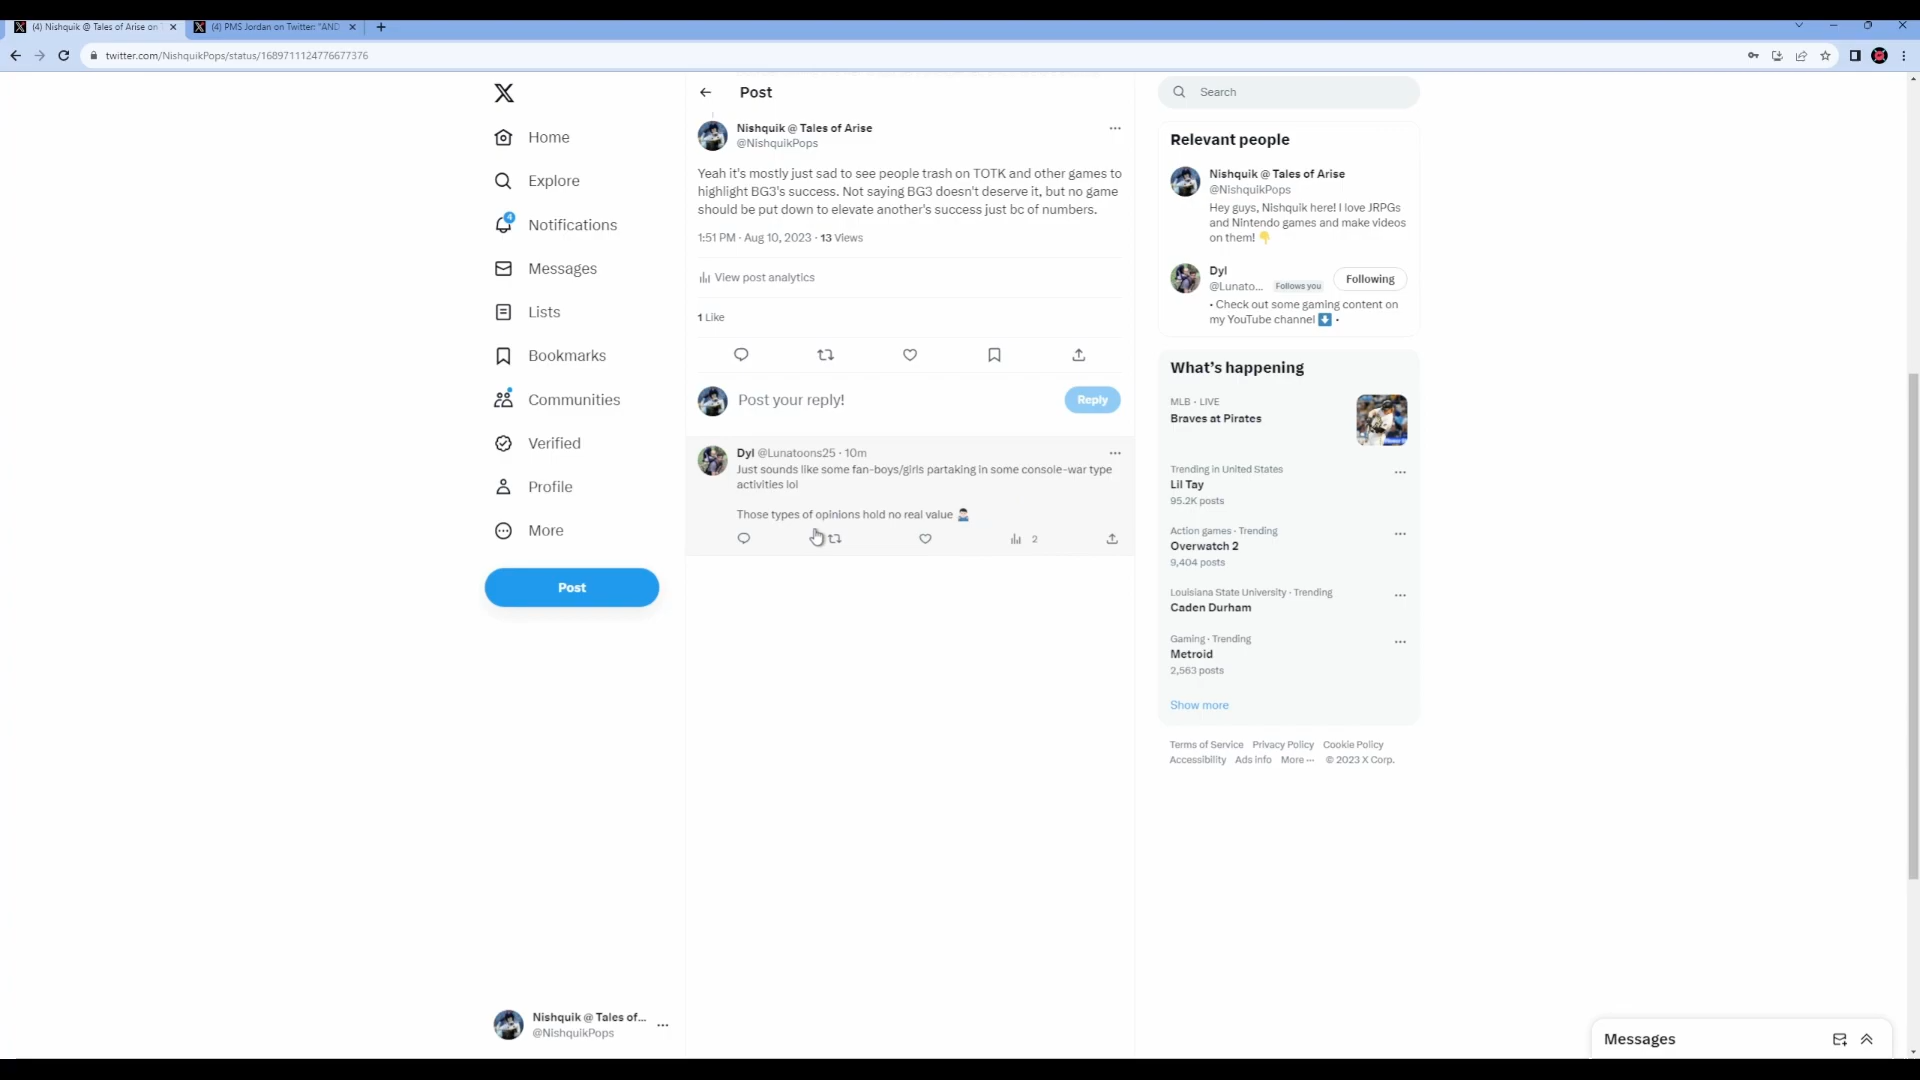 (4) Nishquik @ Tales of Arise on
(4) PMS Jordan on Twitter: "AND
twitter.com/NishquikPops/status/1689711124776677376
Home
Explore
4
Notifications
Messages
Lists
Bookmarks
Communities
Verified
Profile
More
Post
Nishquik @ Tales of...
@NishquikPops
Post
Nishquik @ Tales of Arise
@NishquikPops
Yeah it's mostly just sad to see people trash on TOTK and other games to
highlight BG3's success. Not saying BG3 doesn't deserve it, but no game
should be put down to elevate another's success just bc of numbers.
1:51 PM · Aug 10, 2023 · 13 Views
View post analytics
1 Like
Post your reply!
Reply
Dyl @Lunatoons25 · 10m
Just sounds like some fan-boys/girls partaking in some console-war type
activities lol
Those types of opinions hold no real value 🤷🏻‍♂️
2
Search
Relevant people
Nishquik @ Tales of Arise
@NishquikPops
Hey guys, Nishquik here! I love JRPGs
and Nintendo games and make videos
on them! 👇
Dyl
@Lunato... Follows you
Following
• Check out some gaming content on
my YouTube channel ⬇️ •
What's happening
MLB · LIVE
Braves at Pirates
Trending in United States
Lil Tay
95.2K posts
Action games · Trending
Overwatch 2
9,404 posts
Louisiana State University · Trending
Caden Durham
Gaming · Trending
Metroid
2,563 posts
Show more
Terms of Service Privacy Policy Cookie Policy
Accessibility Ads info More ··· © 2023 X Corp.
Messages